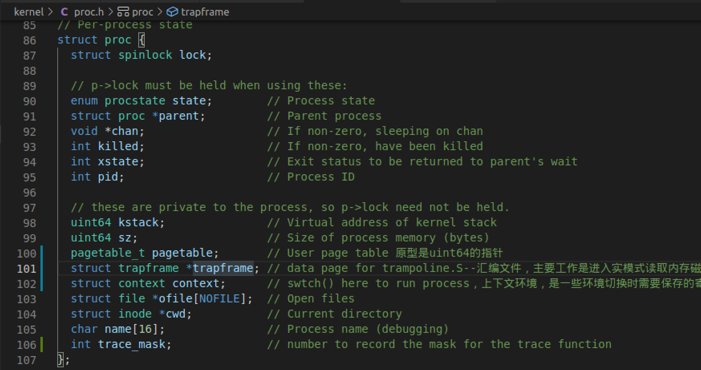 kernel > C proc.h > proc > trapframe
85 // Per-process state
86 struct proc {
87 struct spinlock lock;
88
89 // p->lock must be held when using these:
90 enum procstate state; // Process state
91 struct proc *parent; // Parent process
92 void *chan; // If non-zero, sleeping on chan
93 int killed; // If non-zero, have been killed
94 int xstate; // Exit status to be returned to parent's wait
95 int pid; // Process ID
96
97 // these are private to the process, so p->lock need not be held.
98 uint64 kstack; // Virtual address of kernel stack
99 uint64 sz; // Size of process memory (bytes)
100 pagetable_t pagetable; // User page table 原型是uint64的指针
101 struct trapframe *trapframe; // data page for trampoline.S--汇编文件，主要工作是进入实模式读取内存磁
102 struct context context; // swtch() here to run process，上下文环境，是一些环境切换时需要保存的寄
103 struct file *ofile[NOFILE]; // Open files
104 struct inode *cwd; // Current directory
105 char name[16]; // Process name (debugging)
106 int trace_mask; // number to record the mask for the trace function
107 };